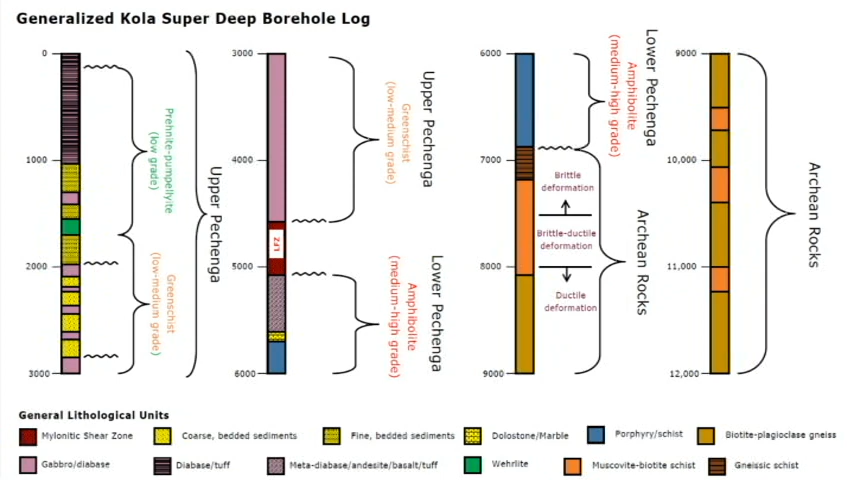 Generalized Kola Super Deep Borehole Log
0
1000
2000
3000
Prehnite-pumpellyite
(low grade)
Greenschist
(low-medium grade)
Upper Pechenga
3000
4000
5000
6000
LFZ
Upper Pechenga
Greenschist
(low-medium grade)
Lower Pechenga
Amphibolite
(medium-high grade)
6000
7000
8000
9000
Lower Pechenga
Amphibolite
(medium-high grade)
Brittle
deformation
Brittle-ductile
deformation
Ductile
deformation
Archean Rocks
9000
10,000
11,000
12,000
Archean Rocks
General Lithological Units
Mylonitic Shear Zone
Coarse, bedded sediments
Fine, bedded sediments
Dolostone/Marble
Porphyry/schist
Biotite-plagioclase gneiss
Gabbro/diabase
Diabase/tuff
Meta-diabase/andesite/basalt/tuff
Wehrlite
Muscovite-biotite schist
Gneissic schist